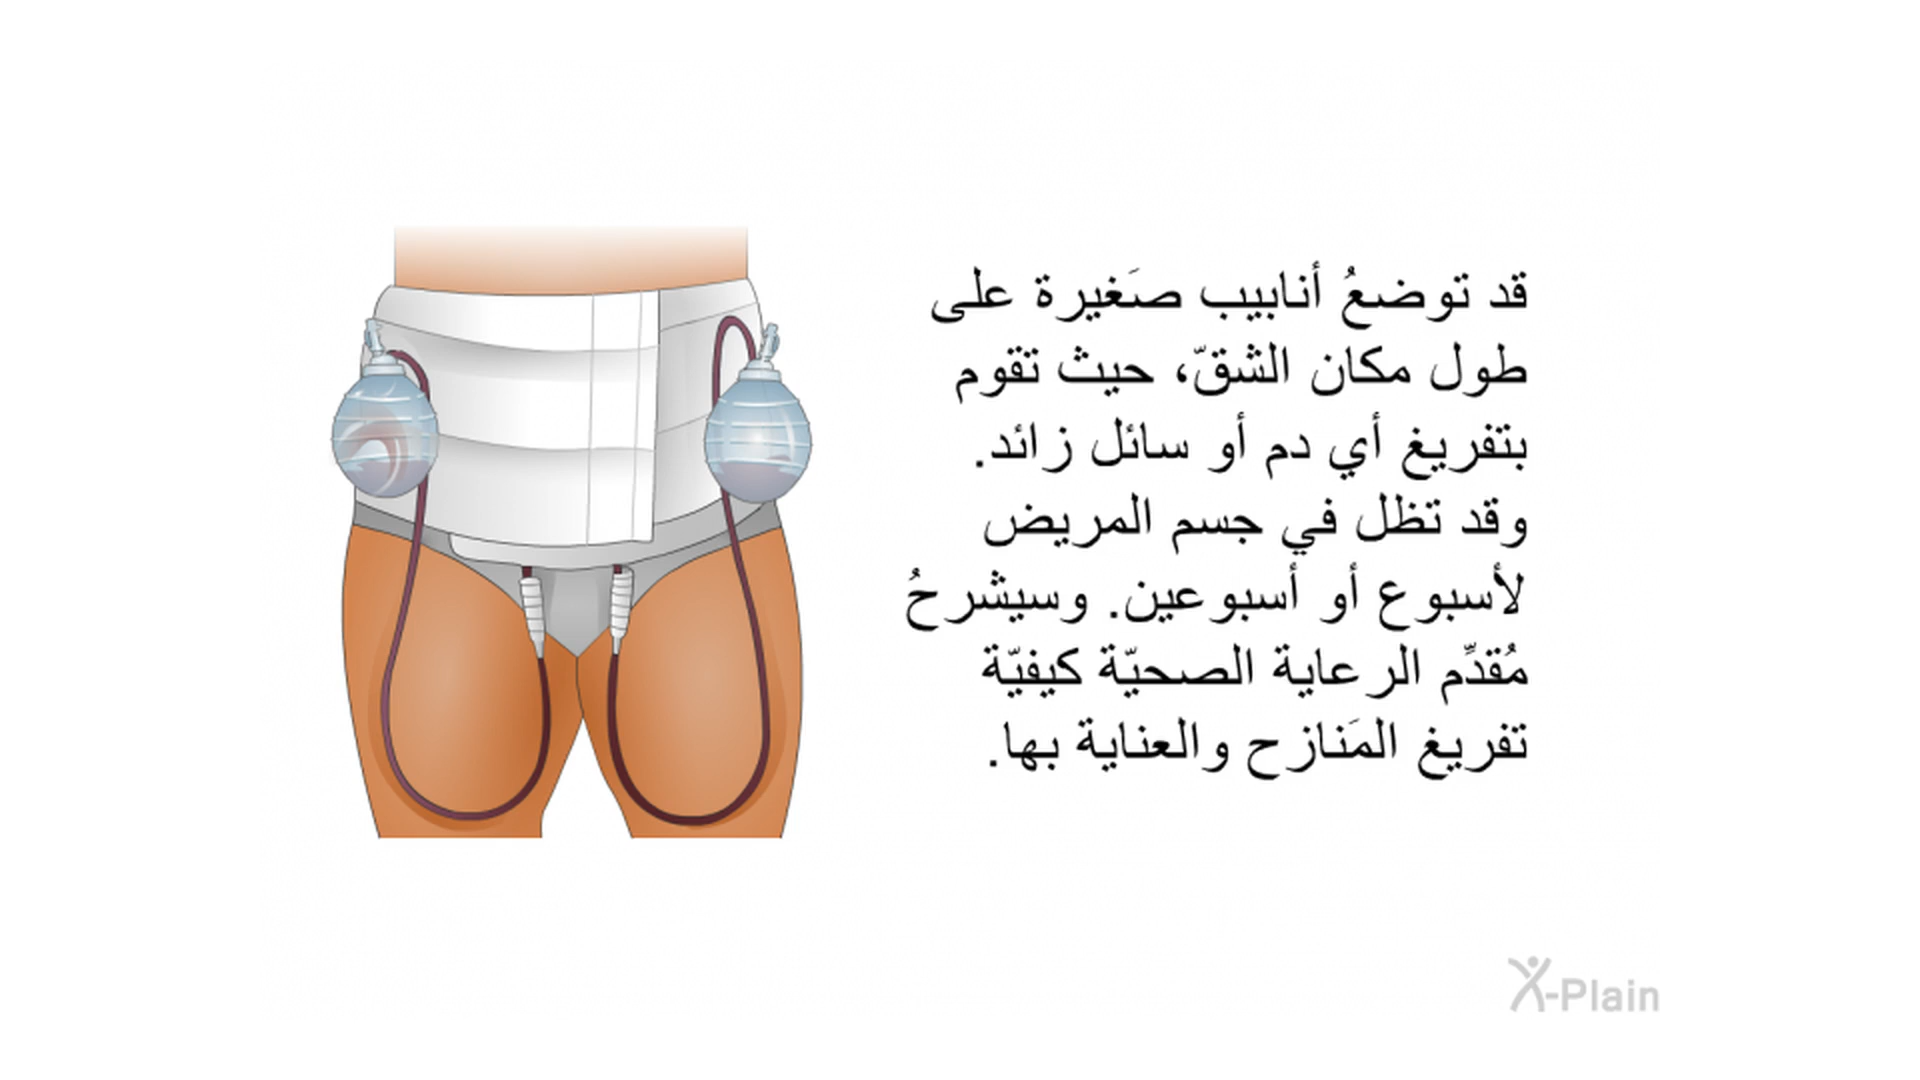 قد توضعُ أنابيب صَغيرة على
طول مكان الشقّ، حيث تقوم
بتفريغ أي دم أو سائل زائد.
وقد تظل في جسم المريض
لأسبوع أو أسبوعين. وسيشرحُ
مُقدِّم الرعاية الصحيّة كيفيّة
تفريغ المَنازح والعناية بها.
X-Plain